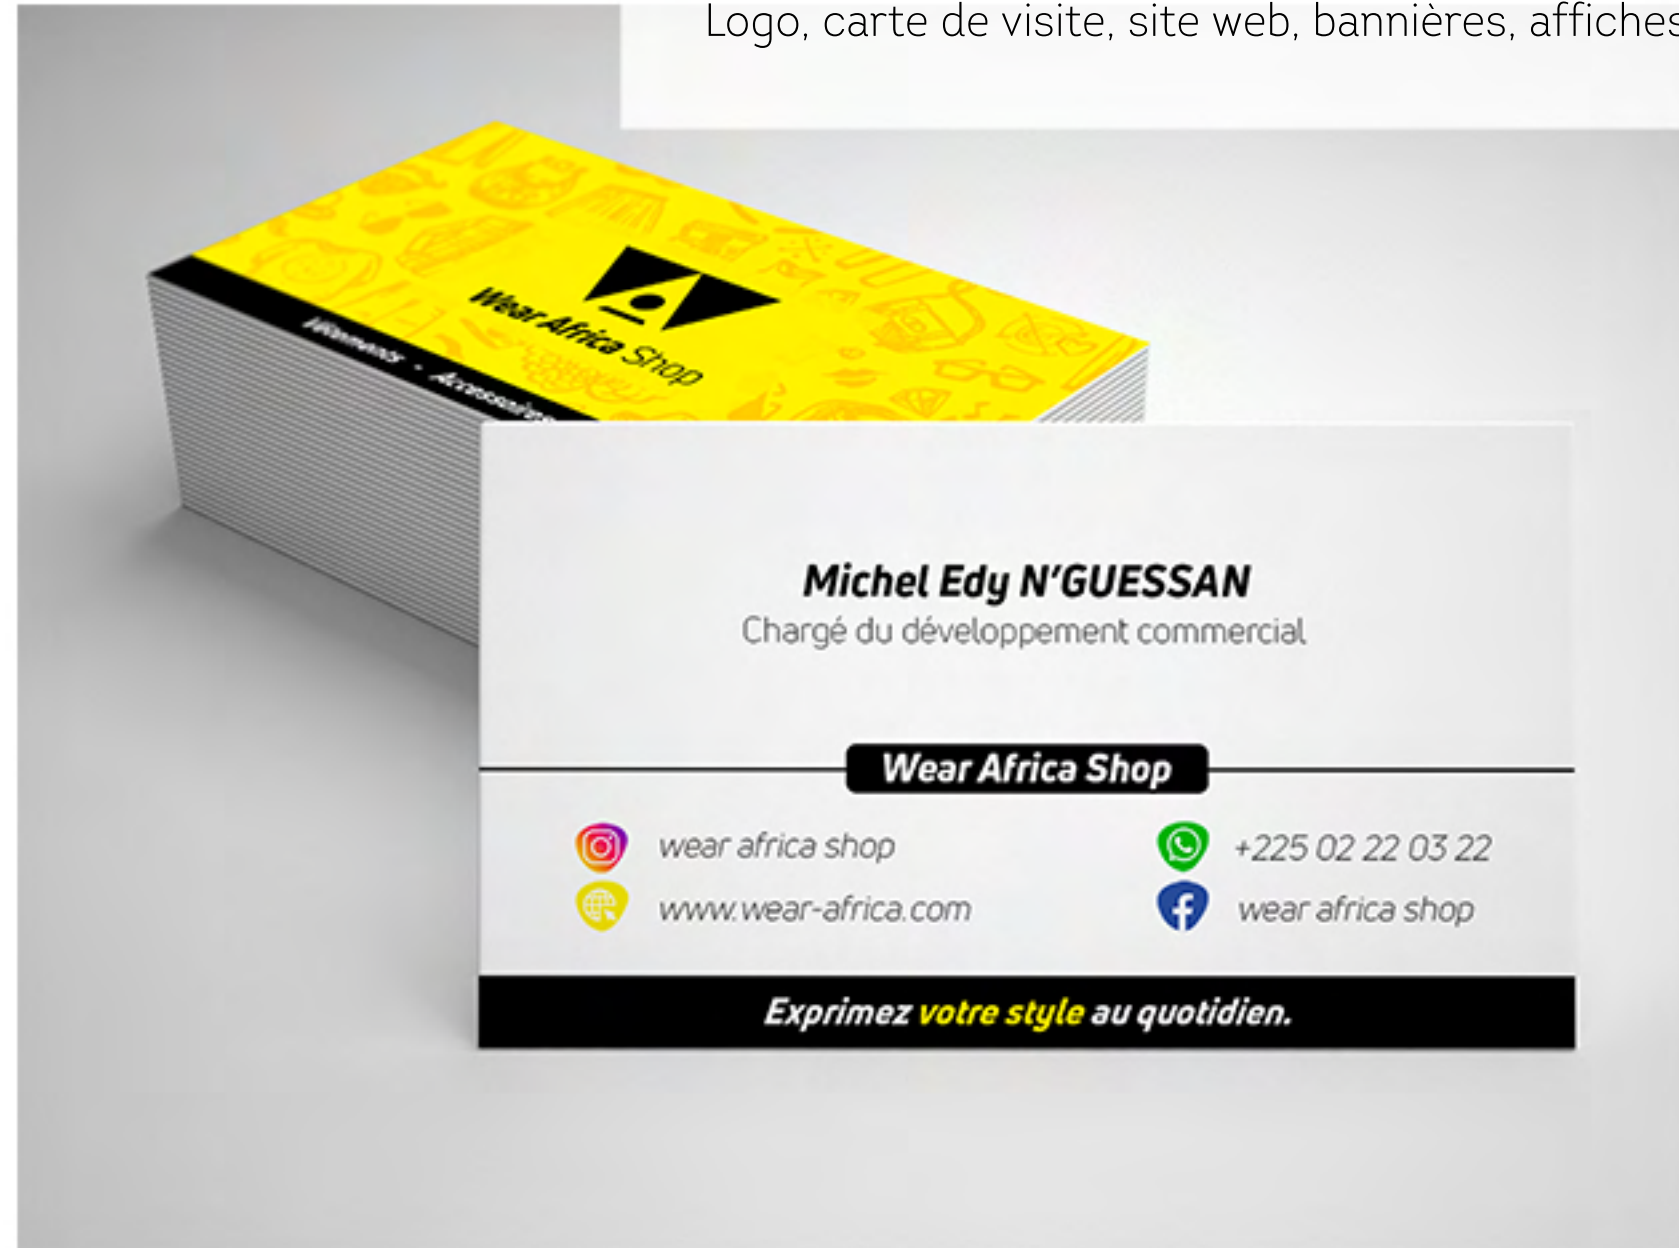 Logo, carte de visite, site web, bannières, affiches
Wear Africa Shop
Vêtements - Accessoires
Michel Edy N'GUESSAN
Chargé du développement commercial
Wear Africa Shop
wear africa shop
+225 02 22 03 22
www.wear-africa.com
wear africa shop
Exprimez votre style au quotidien.